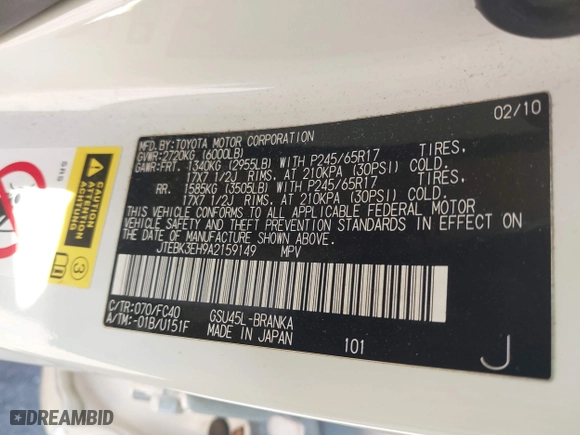 02/10
MFD. BY: TOYOTA MOTOR CORPORATION
GVWR: 2720KG (6000LB)
GAWR: FRT. 1340KG (2955LB) WITH P245/65R17 TIRES,
17X7 1/2J RIMS, AT 210KPA (30PSI) COLD.
RR. 1585KG (3505LB) WITH P245/65R17 TIRES,
17X7 1/2J RIMS, AT 210KPA (30PSI) COLD.
THIS VEHICLE CONFORMS TO ALL APPLICABLE FEDERAL MOTOR
VEHICLE SAFETY AND THEFT PREVENTION STANDARDS IN EFFECT ON
THE DATE OF MANUFACTURE SHOWN ABOVE.
JTEBK3EH9A2159149 MPV
C/TR: 070/FC40 GSU45L-BRANKA
A/TM: -01B/U151F MADE IN JAPAN
101
J
SRS
CAUTION
ATTENTION
ACHTUNG
3
DREAMBID